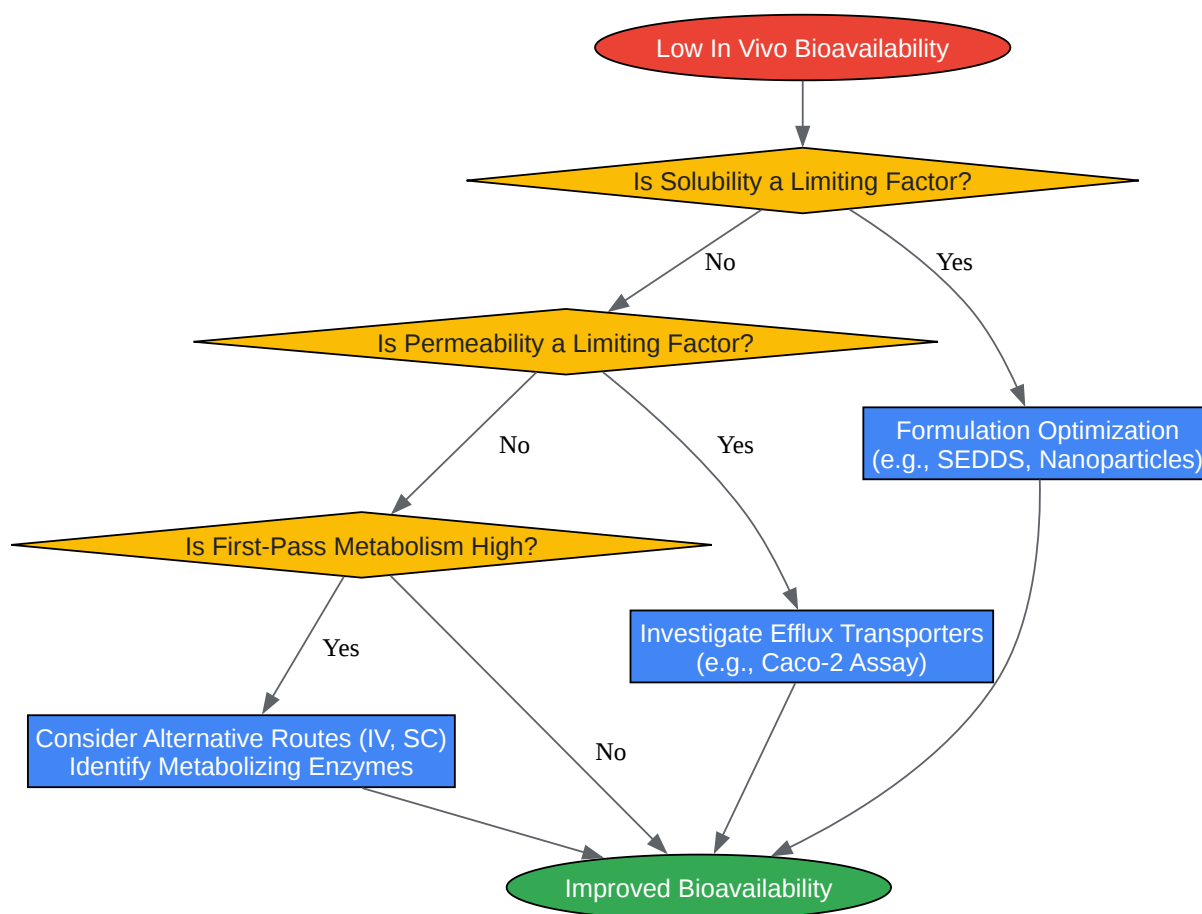 Low In Vivo Bioavailability
Is Solubility a Limiting Factor?
No
Yes
Is Permeability a Limiting Factor?
Formulation Optimization
(e.g., SEDDS, Nanoparticles)
No
Yes
Is First-Pass Metabolism High?
Investigate Efflux Transporters
(e.g., Caco-2 Assay)
Yes
Consider Alternative Routes (IV, SC)
Identify Metabolizing Enzymes
No
Improved Bioavailability